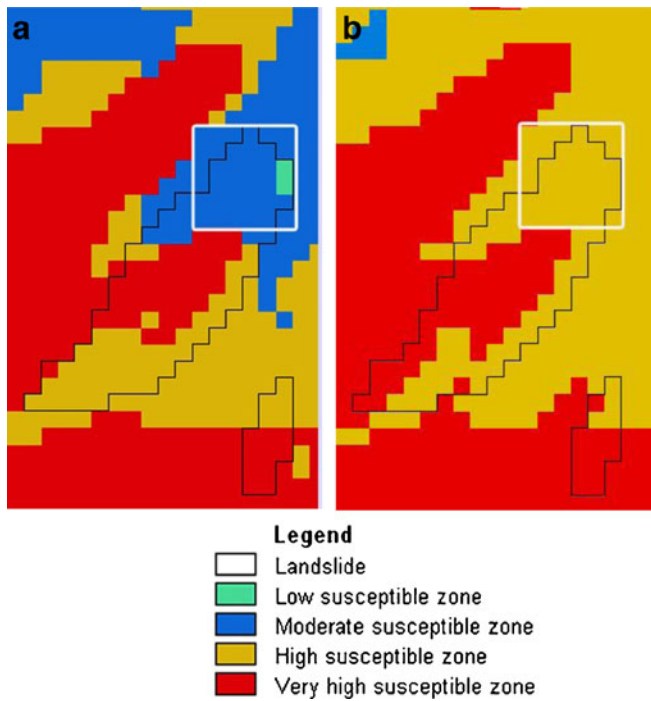 a
b
Legend
Landslide
Low susceptible zone
Moderate susceptible zone
High susceptible zone
Very high susceptible zone